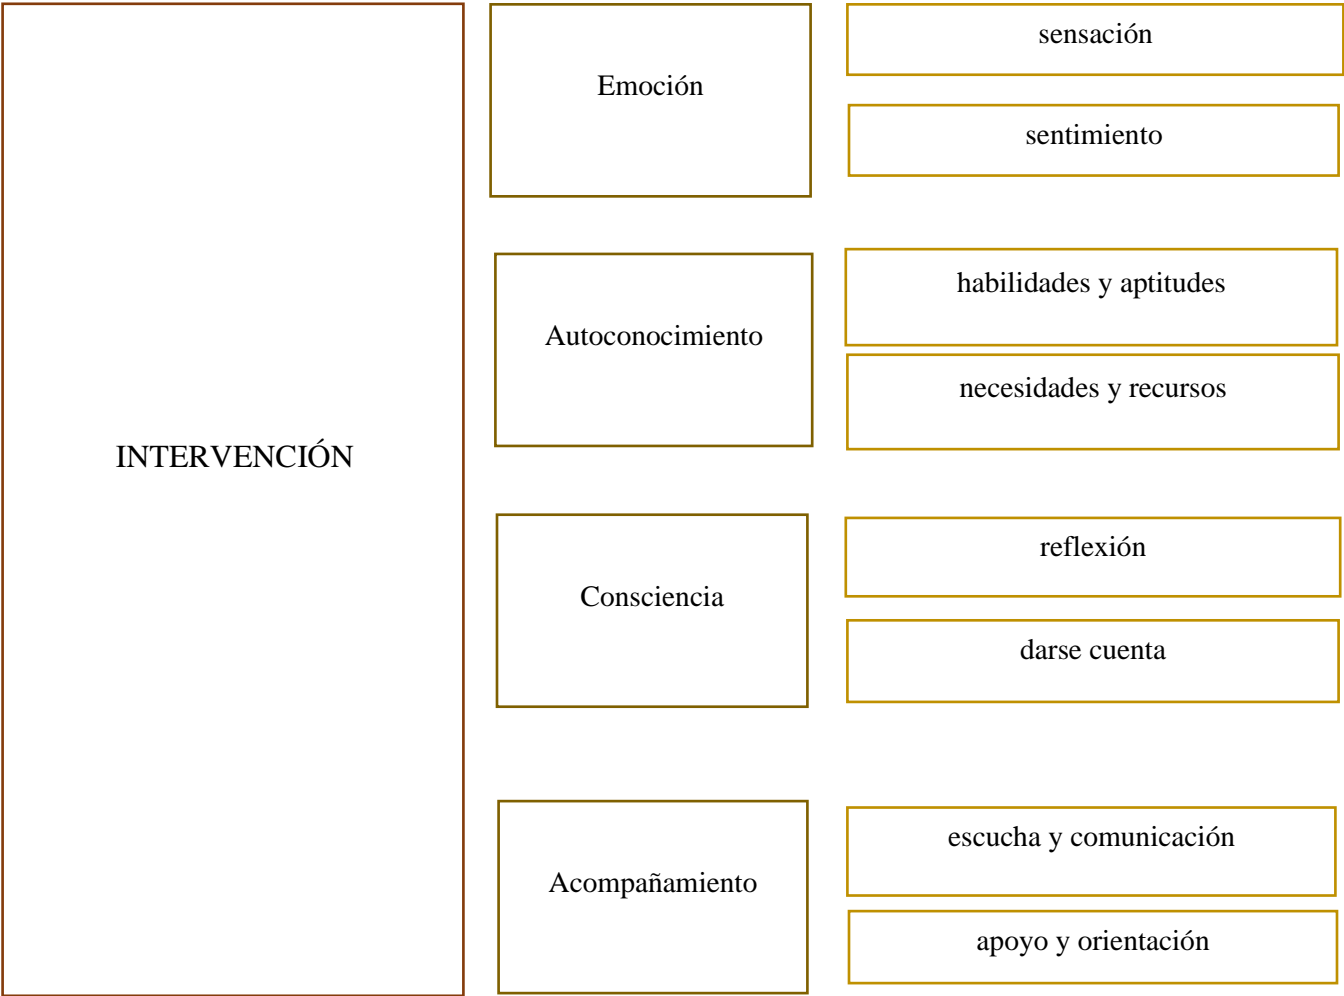 INTERVENCIÓN
Emoción
sensación
sentimiento
Autoconocimiento
habilidades y aptitudes
necesidades y recursos
Consciencia
reflexión
darse cuenta
Acompañamiento
escucha y comunicación
apoyo y orientación